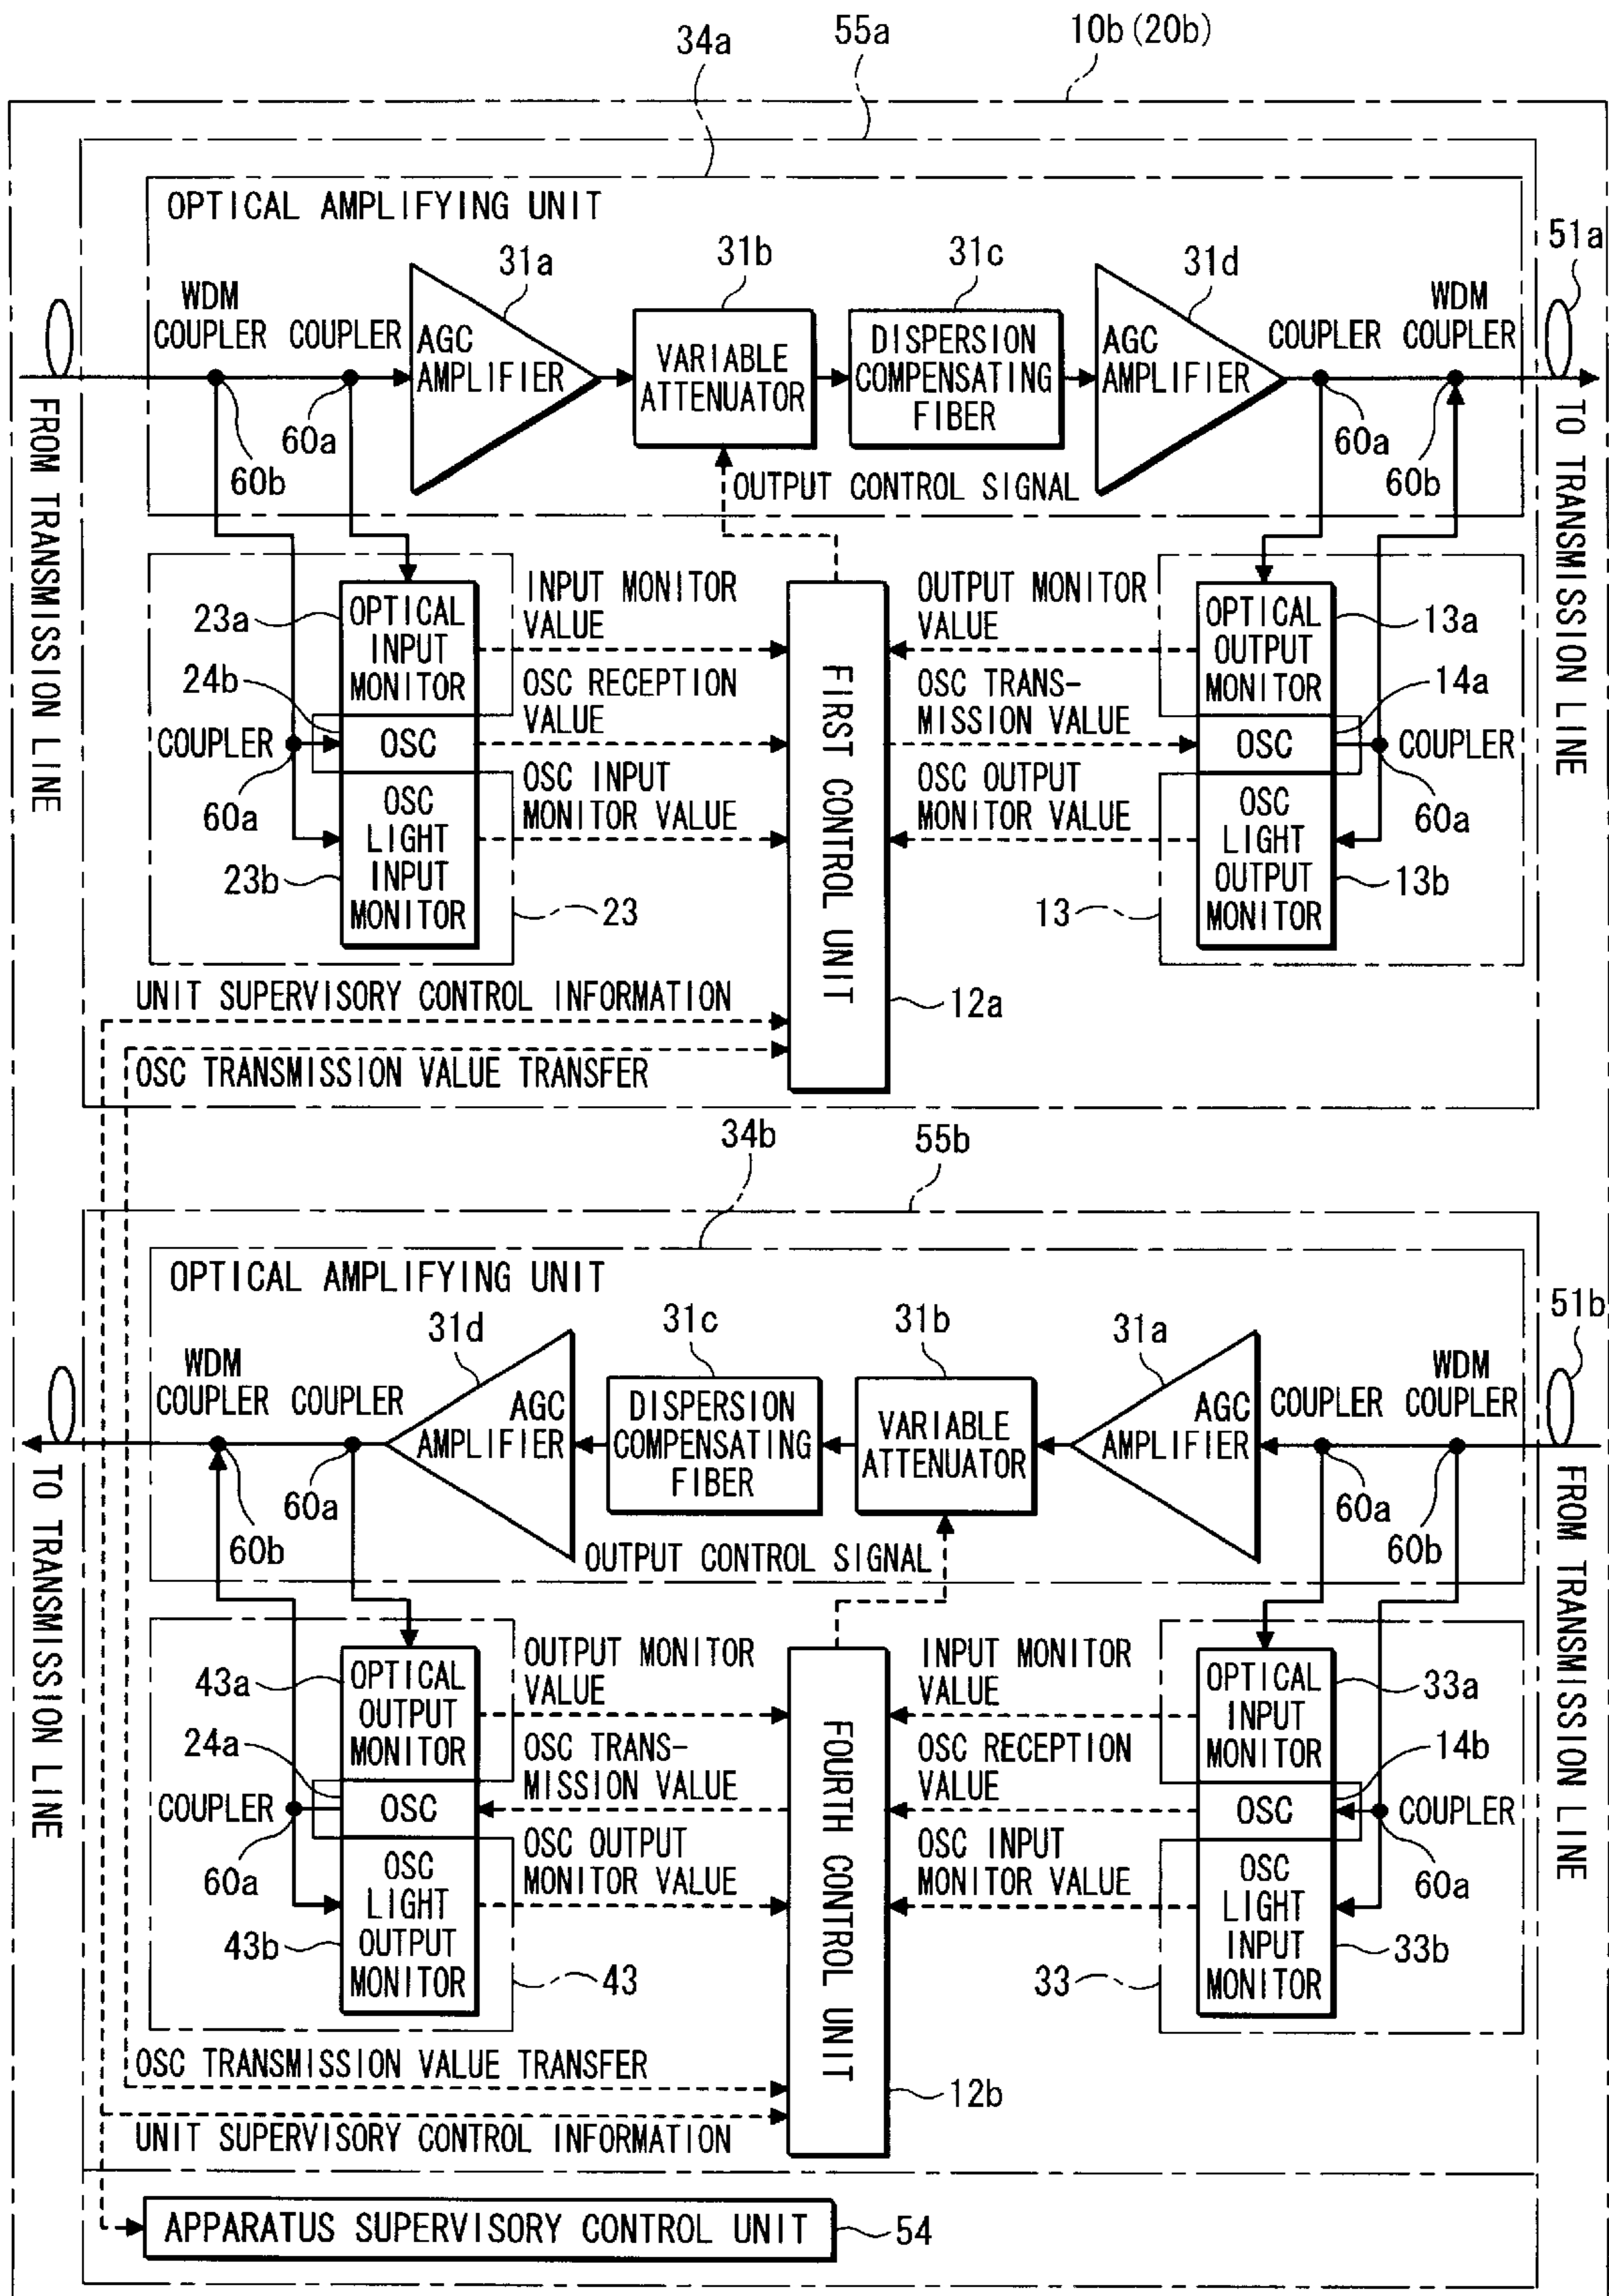 34a
55a
10b(20b)
OPTICAL AMPLIFYING UNIT
51a
31a
31b
31c
31d
WDM
COUPLER
COUPLER
AGC
AMPLIFIER
VARIABLE
ATTENUATOR
DISPERSION
COMPENSATING
FIBER
AGC
AMPLIFIER
COUPLER
WDM
COUPLER
60a
60b
60a
60b
OUTPUT CONTROL SIGNAL
FROM TRANSMISSION LINE
TO TRANSMISSION LINE
23a
OPTICAL
INPUT
MONITOR
INPUT MONITOR
VALUE
OUTPUT MONITOR
VALUE
OPTICAL
OUTPUT
MONITOR
13a
24b
OSC RECEPTION
VALUE
OSC TRANS-
MISSION VALUE
14a
COUPLER
OSC
OSC
COUPLER
60a
OSC INPUT
MONITOR VALUE
OSC OUTPUT
MONITOR VALUE
60a
23b
OSC
LIGHT
INPUT
MONITOR
OSC
LIGHT
OUTPUT
MONITOR
13b
23
13
FIRST CONTROL UNIT
12a
UNIT SUPERVISORY CONTROL INFORMATION
OSC TRANSMISSION VALUE TRANSFER
34b
55b
OPTICAL AMPLIFYING UNIT
51b
31d
31c
31b
31a
WDM
COUPLER
COUPLER
AGC
AMPLIFIER
DISPERSION
COMPENSATING
FIBER
VARIABLE
ATTENUATOR
AGC
AMPLIFIER
COUPLER
WDM
COUPLER
60a
60b
60a
60b
OUTPUT CONTROL SIGNAL
TO TRANSMISSION LINE
FROM TRANSMISSION LINE
43a
OPTICAL
OUTPUT
MONITOR
OUTPUT MONITOR
VALUE
INPUT MONITOR
VALUE
OPTICAL
INPUT
MONITOR
33a
24a
OSC TRANS-
MISSION VALUE
OSC RECEPTION
VALUE
14b
COUPLER
OSC
OSC
COUPLER
60a
OSC OUTPUT
MONITOR VALUE
OSC INPUT
MONITOR VALUE
60a
43b
OSC
LIGHT
OUTPUT
MONITOR
OSC
LIGHT
INPUT
MONITOR
33b
43
33
FOURTH CONTROL UNIT
12b
OSC TRANSMISSION VALUE TRANSFER
UNIT SUPERVISORY CONTROL INFORMATION
APPARATUS SUPERVISORY CONTROL UNIT
54